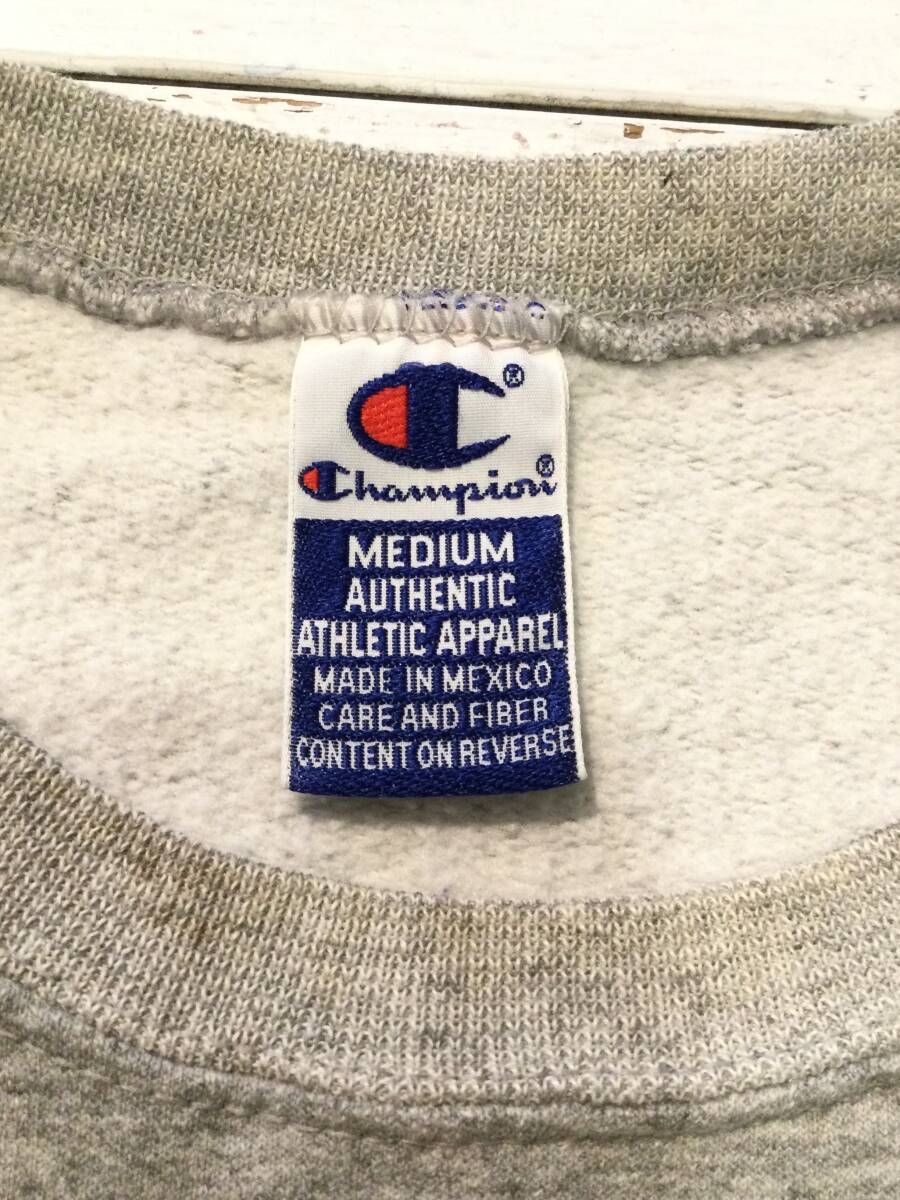 ®
Champion®
MEDIUM
AUTHENTIC
ATHLETIC APPAREL
MADE IN MEXICO
CARE AND FIBER
CONTENT ON REVERSE